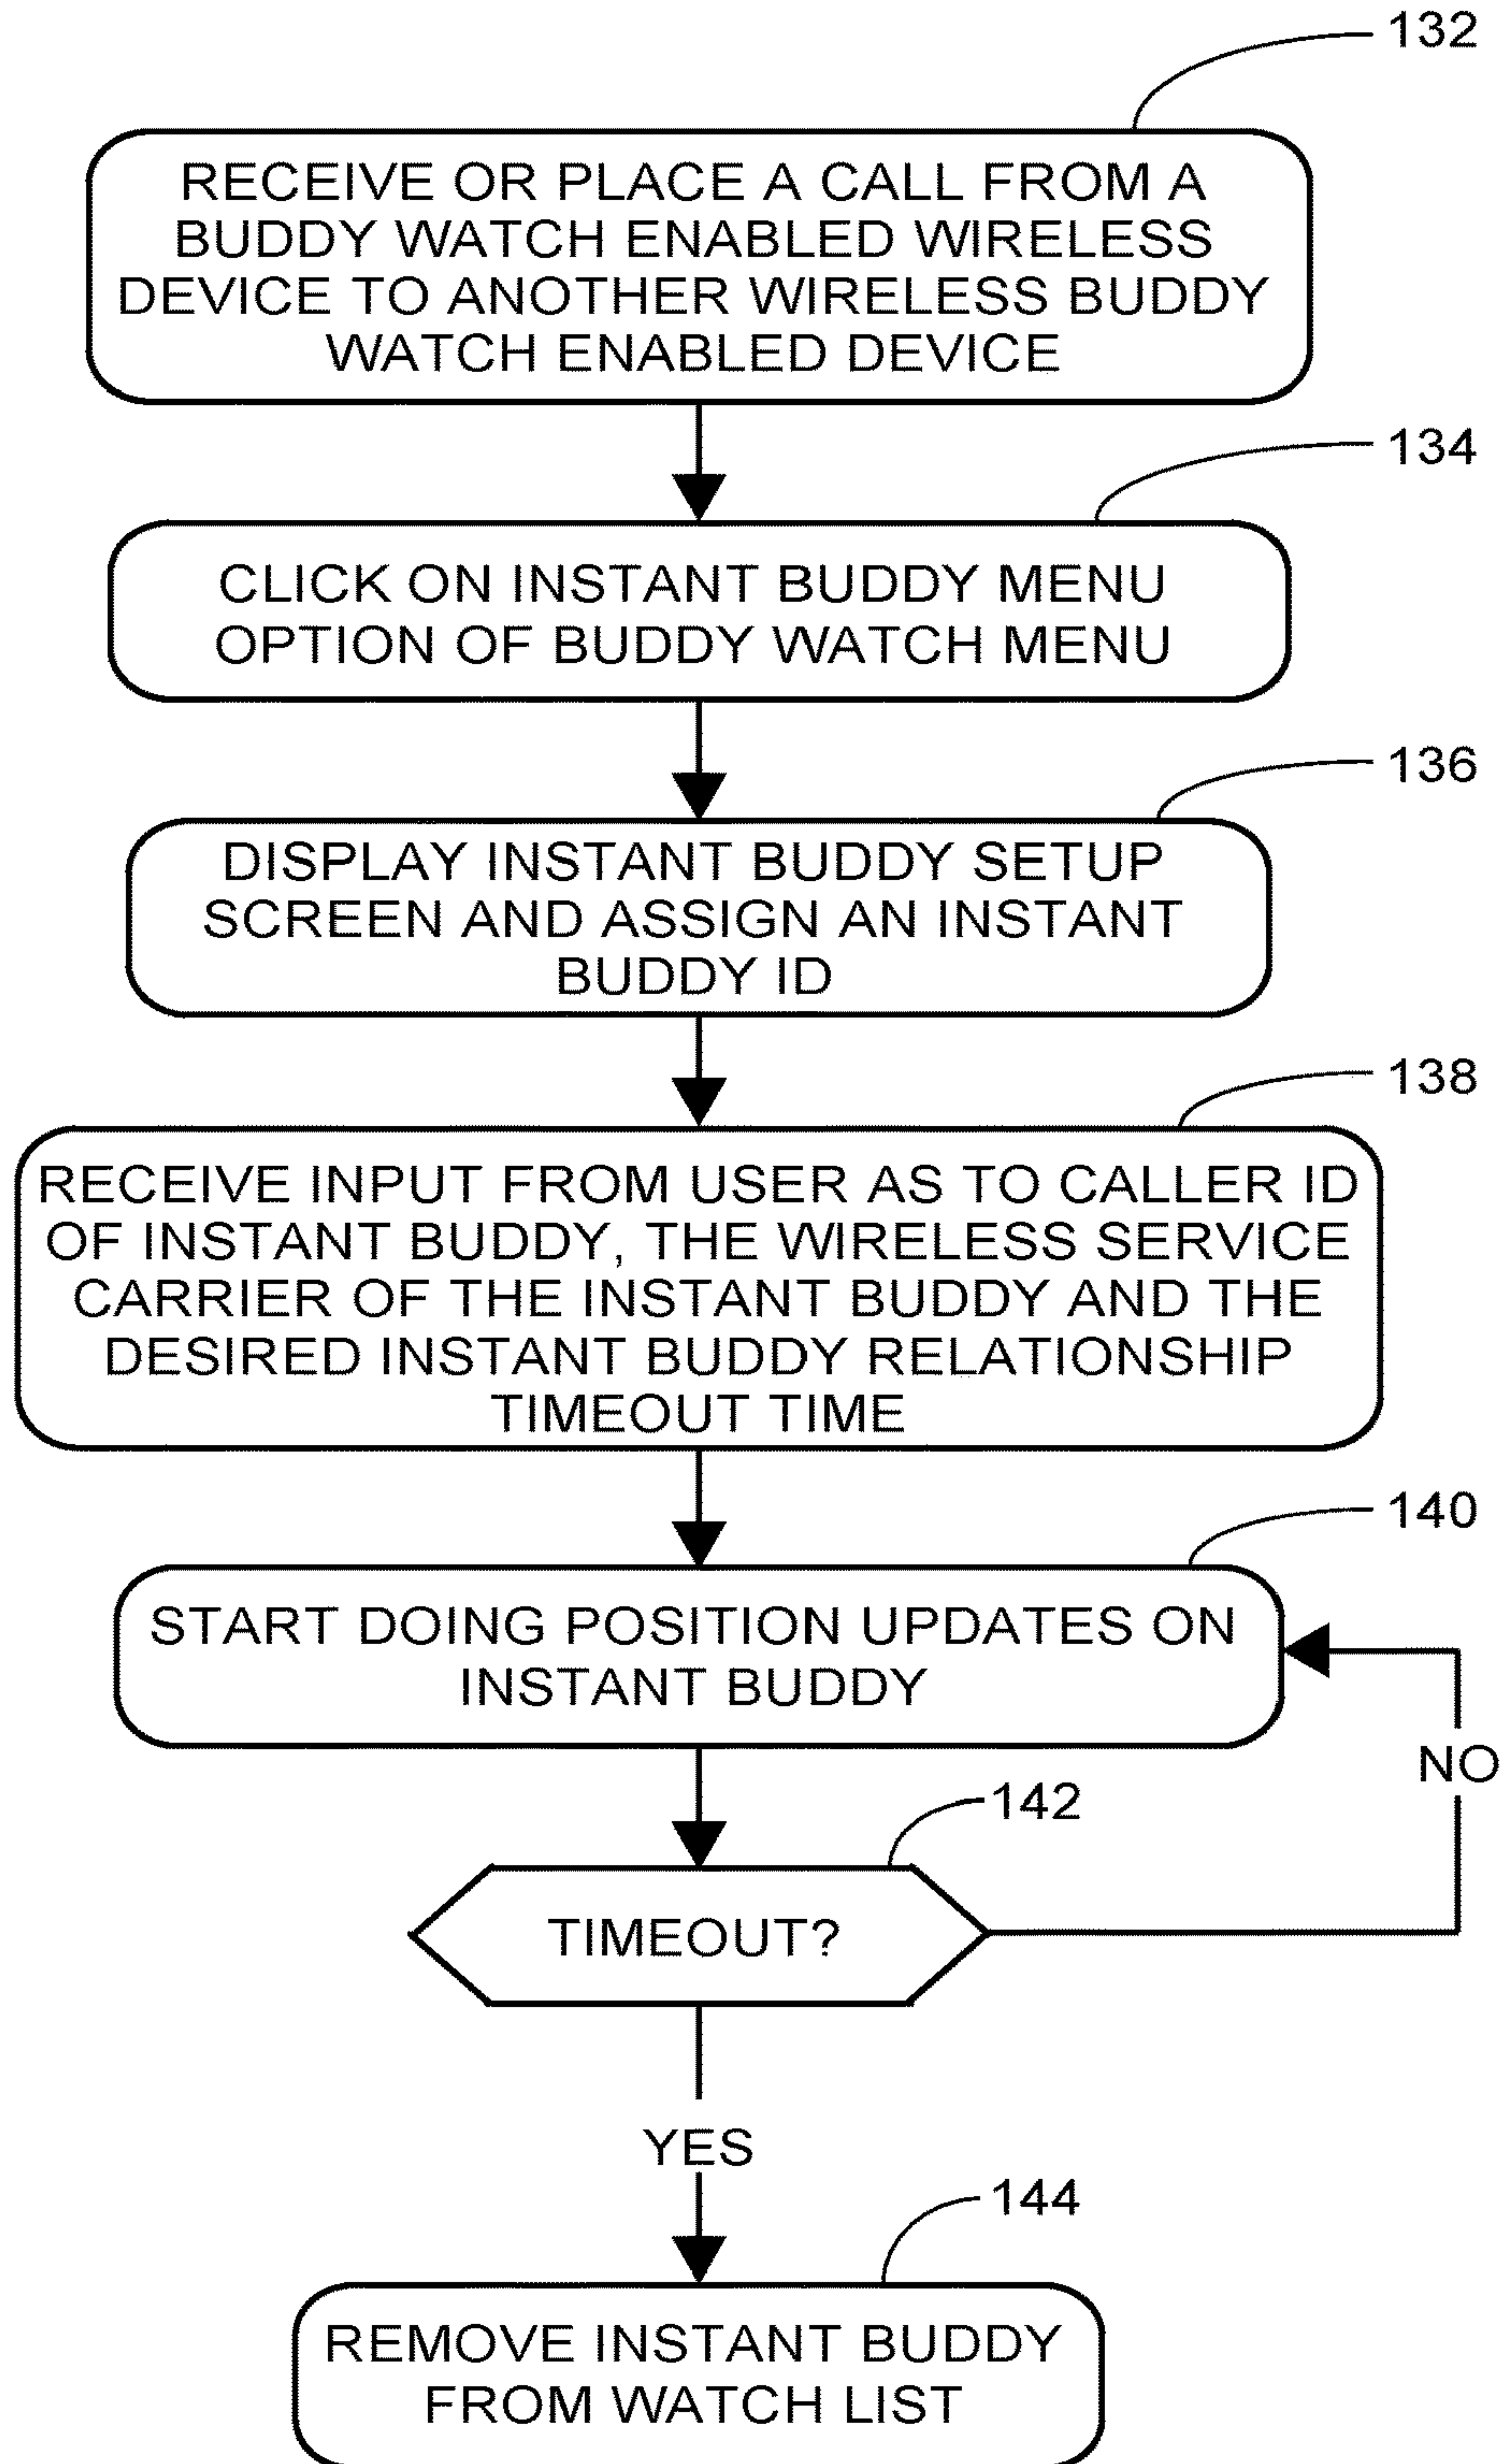 132
RECEIVE OR PLACE A CALL FROM A
BUDDY WATCH ENABLED WIRELESS
DEVICE TO ANOTHER WIRELESS BUDDY
WATCH ENABLED DEVICE
134
CLICK ON INSTANT BUDDY MENU
OPTION OF BUDDY WATCH MENU
136
DISPLAY INSTANT BUDDY SETUP
SCREEN AND ASSIGN AN INSTANT
BUDDY ID
138
RECEIVE INPUT FROM USER AS TO CALLER ID
OF INSTANT BUDDY, THE WIRELESS SERVICE
CARRIER OF THE INSTANT BUDDY AND THE
DESIRED INSTANT BUDDY RELATIONSHIP
TIMEOUT TIME
140
START DOING POSITION UPDATES ON
INSTANT BUDDY
NO
142
TIMEOUT?
YES
144
REMOVE INSTANT BUDDY
FROM WATCH LIST